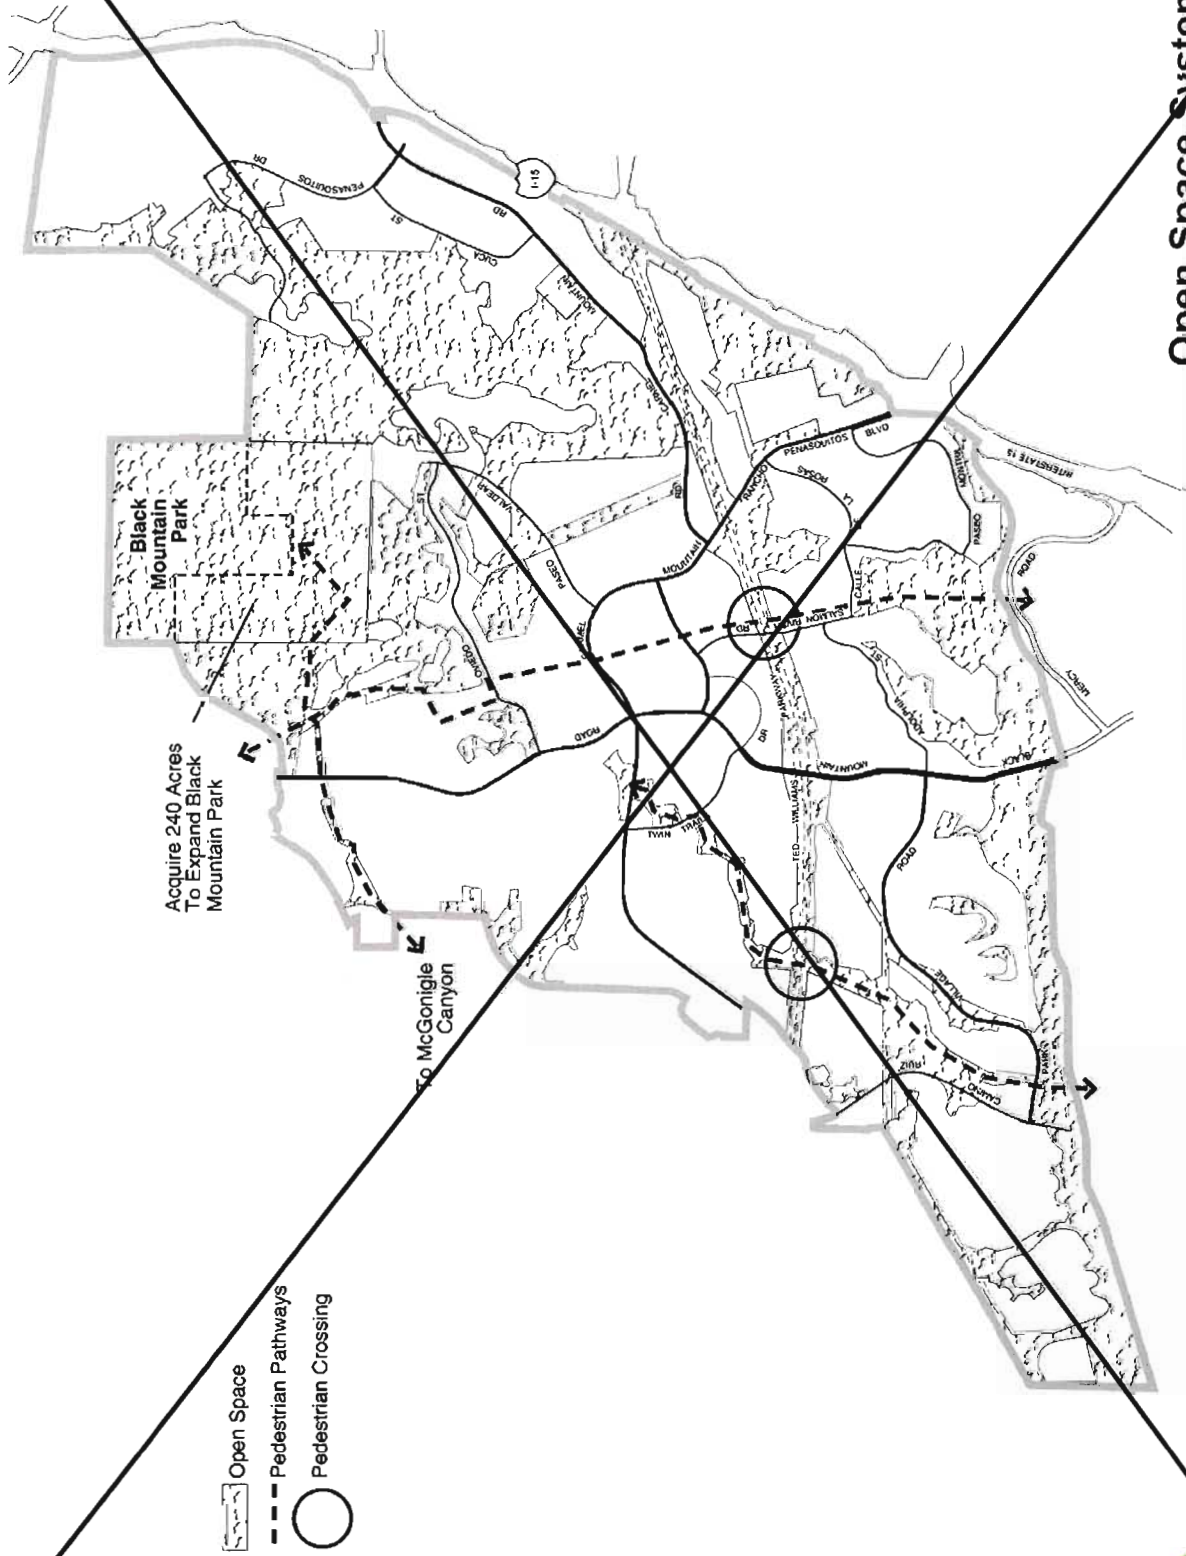 Open Space System
Black
Mountain
Park
Acquire 240 Acres
To Expand Black
Mountain Park
To McGonigle
Canyon
Open Space
Pedestrian Pathways
Pedestrian Crossing
PENASQUITOS
DR
CUCA
ST
I-15
CARMEL
MOUNTAIN
RD
OVIEDO
ST
PASEO
VALDEAR
CARMEL
MOUNTAIN
RD
RANCHO
PENASQUITOS
BLVD
CALLE
LA
ROSAS
PASEO
MONTRIL
INTERSTATE 15
MERCY
ROAD
SALMON RIVER
RD
TED
WILLIAMS
PARKWAY
TWIN
TRAILS
DR
ADOLPHIA
ST
BLACK
MOUNTAIN
ROAD
PARK
VILLAGE
ROAD
CAMINO
RUIZ